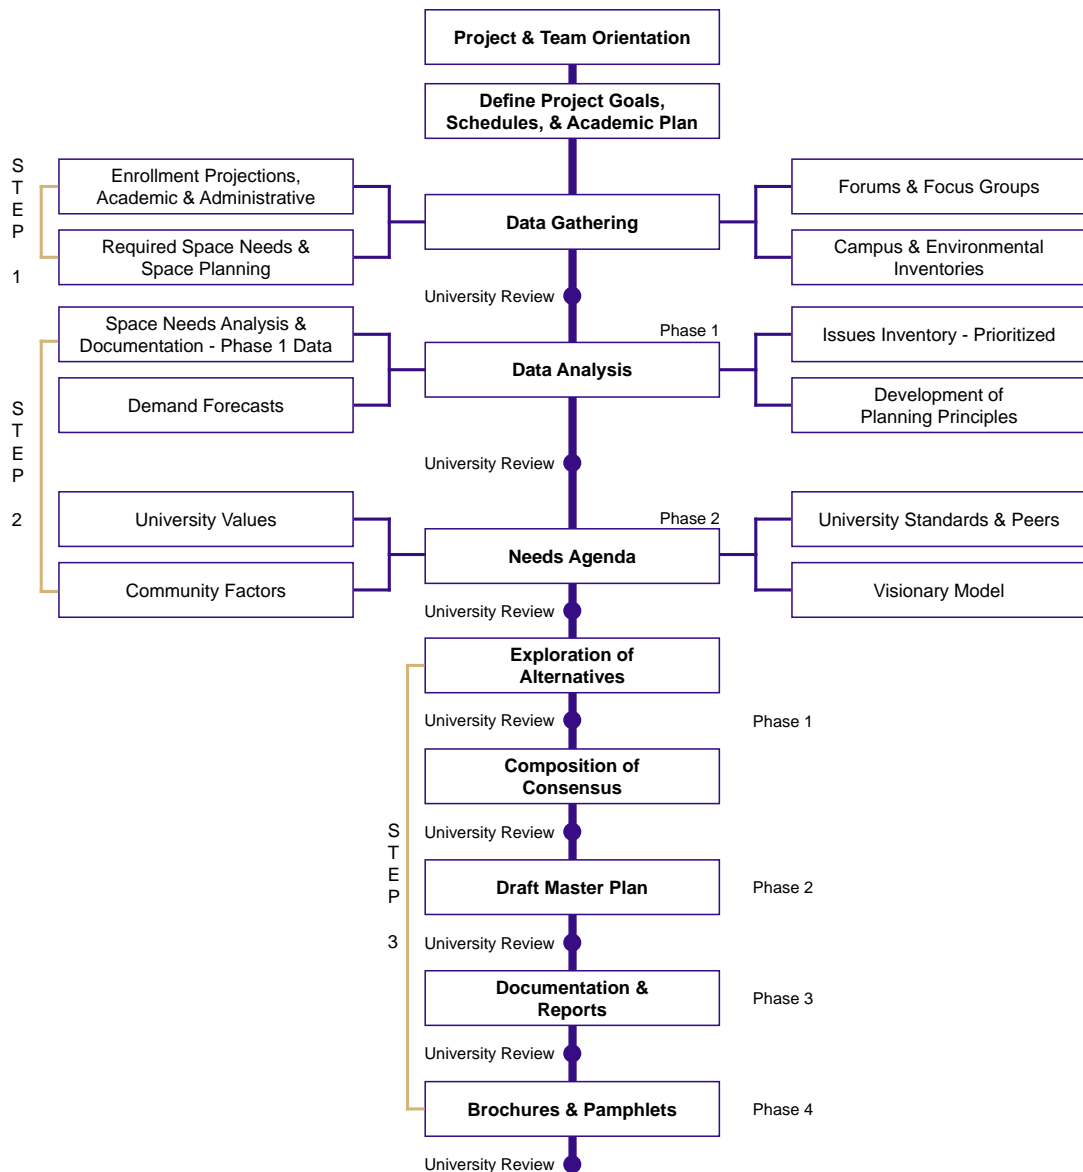 Project & Team Orientation
Define Project Goals,
Schedules, & Academic Plan
STEP 1
Enrollment Projections,
Academic & Administrative
Required Space Needs &
Space Planning
Data Gathering
Forums & Focus Groups
Campus & Environmental
Inventories
University Review
STEP 2
Space Needs Analysis &
Documentation - Phase 1 Data
Demand Forecasts
Phase 1
Data Analysis
Issues Inventory - Prioritized
Development of
Planning Principles
University Review
University Values
Community Factors
Phase 2
Needs Agenda
University Standards & Peers
Visionary Model
University Review
STEP 3
Exploration of
Alternatives
University Review
Phase 1
Composition of
Consensus
University Review
Draft Master Plan
Phase 2
University Review
Documentation &
Reports
Phase 3
University Review
Brochures & Pamphlets
Phase 4
University Review